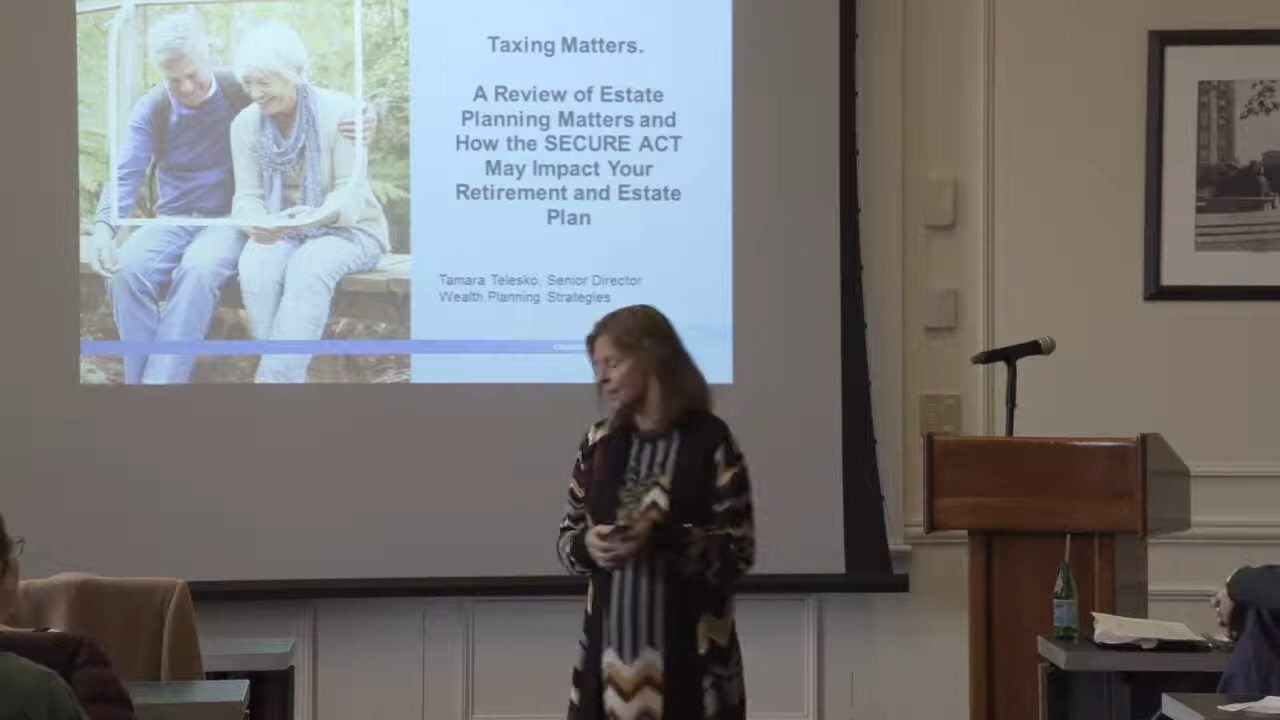 Taxing Matters.
A Review of Estate
Planning Matters and
How the SECURE ACT
May Impact Your
Retirement and Estate
Plan
Tamara Telesko, Senior Director
Wealth Planning Strategies